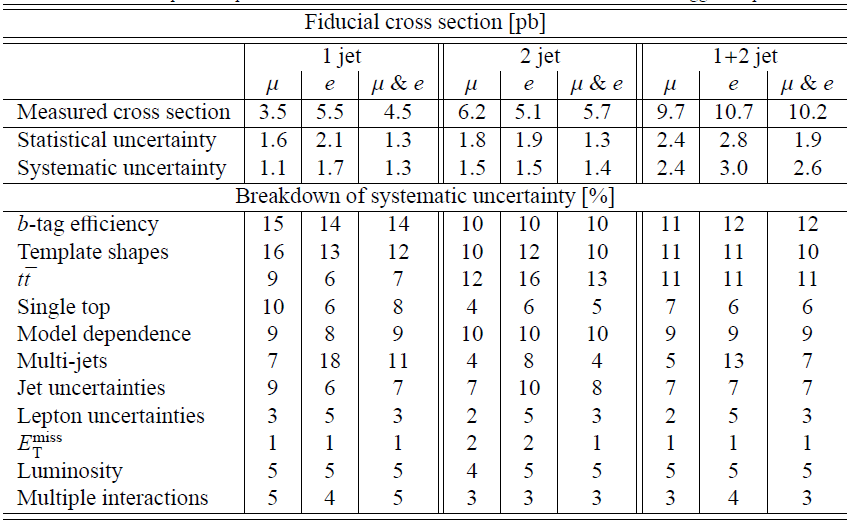 Fiducial cross section [pb]
1 jet 2 jet 1+2 jet
μ e μ & e μ e μ & e μ e μ & e
Measured cross section 3.5 5.5 4.5 6.2 5.1 5.7 9.7 10.7 10.2
Statistical uncertainty 1.6 2.1 1.3 1.8 1.9 1.3 2.4 2.8 1.9
Systematic uncertainty 1.1 1.7 1.3 1.5 1.5 1.4 2.4 3.0 2.6
Breakdown of systematic uncertainty [%]
b-tag efficiency 15 14 14 10 10 10 11 12 12
Template shapes 16 13 12 10 12 10 11 11 10
tt̅ 9 6 7 12 16 13 11 11 11
Single top 10 6 8 4 6 5 7 6 6
Model dependence 9 8 9 10 10 10 9 9 9
Multi-jets 7 18 11 4 8 4 5 13 7
Jet uncertainties 9 6 7 7 10 8 7 7 7
Lepton uncertainties 3 5 3 2 5 3 2 5 3
E_T^miss 1 1 1 2 2 1 1 1 1
Luminosity 5 5 5 4 5 5 5 5 5
Multiple interactions 5 4 5 3 3 3 3 4 3